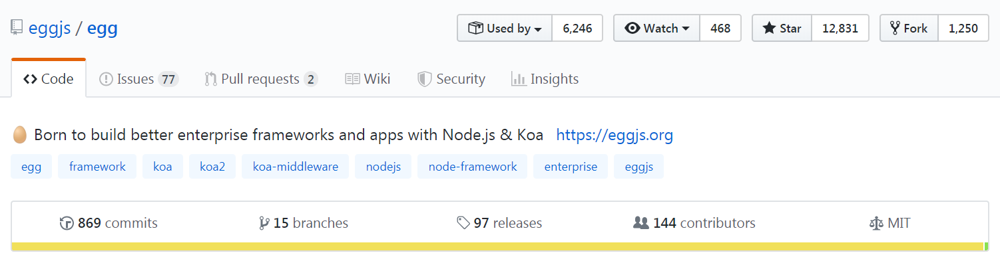 eggjs / egg Used by 6,246 Watch 468 Star 12,831 Fork 1,250
Code Issues 77 Pull requests 2 Wiki Security Insights
Born to build better enterprise frameworks and apps with Node.js & Koa https://eggjs.org
egg framework koa koa2 koa-middleware nodejs node-framework enterprise eggjs
869 commits 15 branches 97 releases 144 contributors MIT